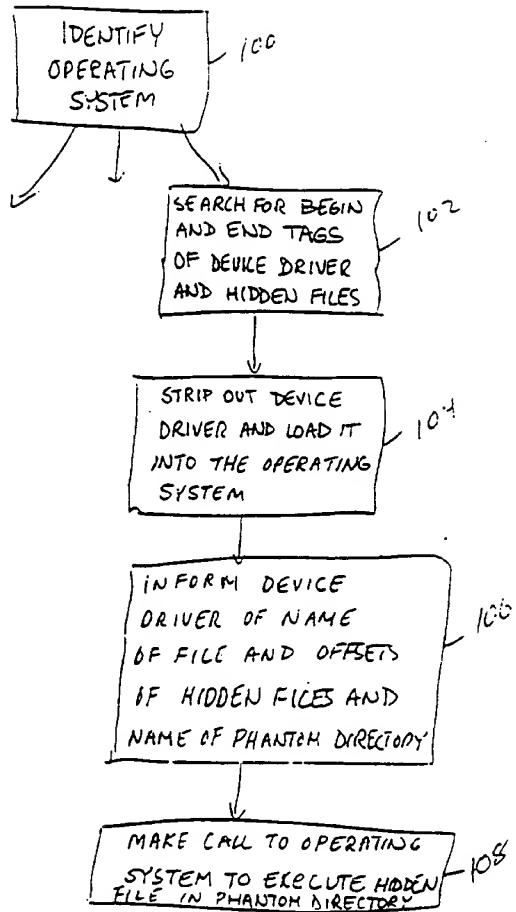 IDENTIFY
OPERATING
SYSTEM
100
SEARCH FOR BEGIN
AND END TAGS
OF DEVICE DRIVER
AND HIDDEN FILES
102
STRIP OUT DEVICE
DRIVER AND LOAD IT
INTO THE OPERATING
SYSTEM
104
INFORM DEVICE
DRIVER OF NAME
OF FILE AND OFFSETS
OF HIDDEN FILES AND
NAME OF PHANTOM DIRECTORY
106
MAKE CALL TO OPERATING
SYSTEM TO EXECUTE HIDDEN
FILE IN PHANTOM DIRECTORY
108